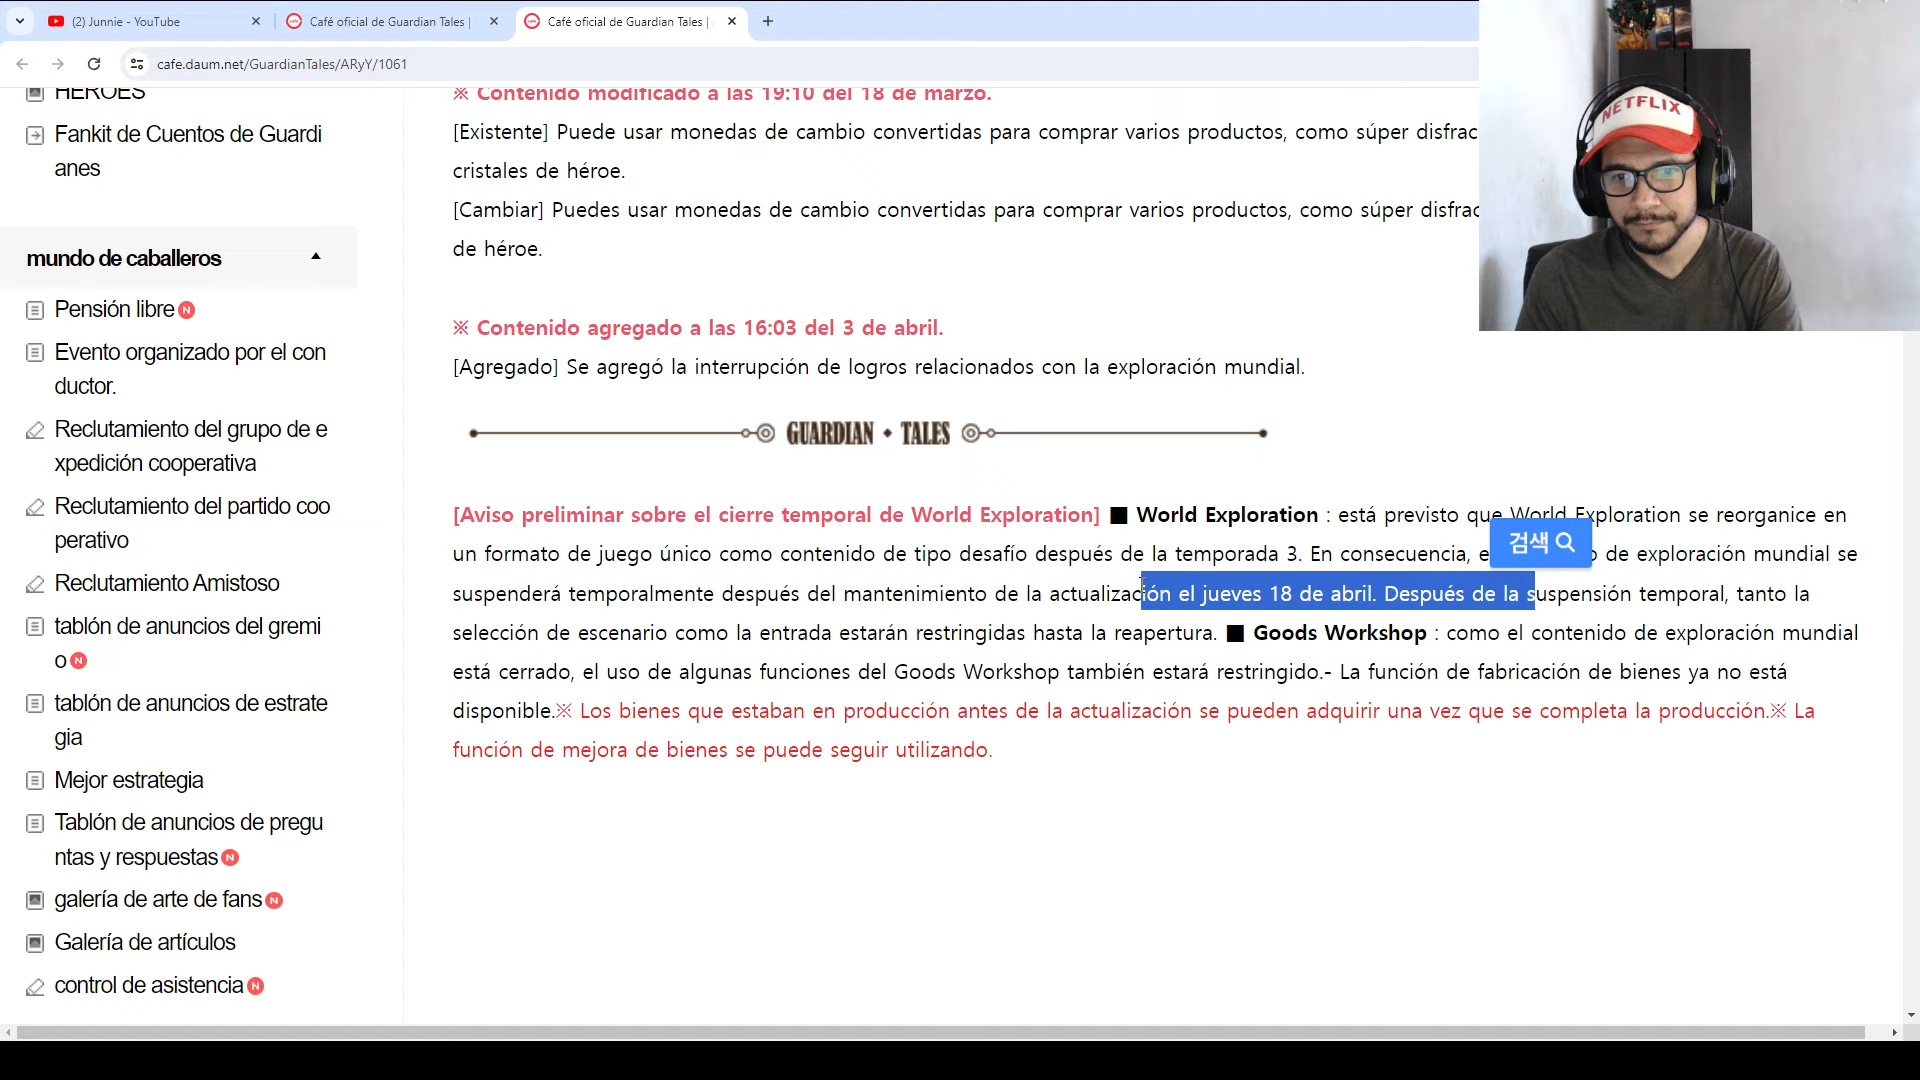 (2) Junnie - YouTube
Café oficial de Guardian Tales |
Café oficial de Guardian Tales |
cafe.daum.net/GuardianTales/ARyY/1061
HÉROES
Fankit de Cuentos de Guardi
anes
mundo de caballeros
Pensión libre N
Evento organizado por el con
ductor.
Reclutamiento del grupo de e
xpedición cooperativa
Reclutamiento del partido coo
perativo
Reclutamiento Amistoso
tablón de anuncios del gremi
o N
tablón de anuncios de estrate
gia
Mejor estrategia
Tablón de anuncios de pregu
ntas y respuestas N
galería de arte de fans N
Galería de artículos
control de asistencia N
※ Contenido modificado a las 19:10 del 18 de marzo.
[Existente] Puede usar monedas de cambio convertidas para comprar varios productos, como súper disfrac
cristales de héroe.
[Cambiar] Puedes usar monedas de cambio convertidas para comprar varios productos, como súper disfrac
de héroe.
※ Contenido agregado a las 16:03 del 3 de abril.
[Agregado] Se agregó la interrupción de logros relacionados con la exploración mundial.
GUARDIAN TALES
[Aviso preliminar sobre el cierre temporal de World Exploration] ■ World Exploration : está previsto que World Exploration se reorganice en
un formato de juego único como contenido de tipo desafío después de la temporada 3. En consecuencia, de exploración mundial se
suspenderá temporalmente después del mantenimiento de la actualización el jueves 18 de abril. Después de la suspensión temporal, tanto la
selección de escenario como la entrada estarán restringidas hasta la reapertura. ■ Goods Workshop : como el contenido de exploración mundial
está cerrado, el uso de algunas funciones del Goods Workshop también estará restringido.- La función de fabricación de bienes ya no está
disponible.※ Los bienes que estaban en producción antes de la actualización se pueden adquirir una vez que se completa la producción.※ La
función de mejora de bienes se puede seguir utilizando.
검색
NETFLIX